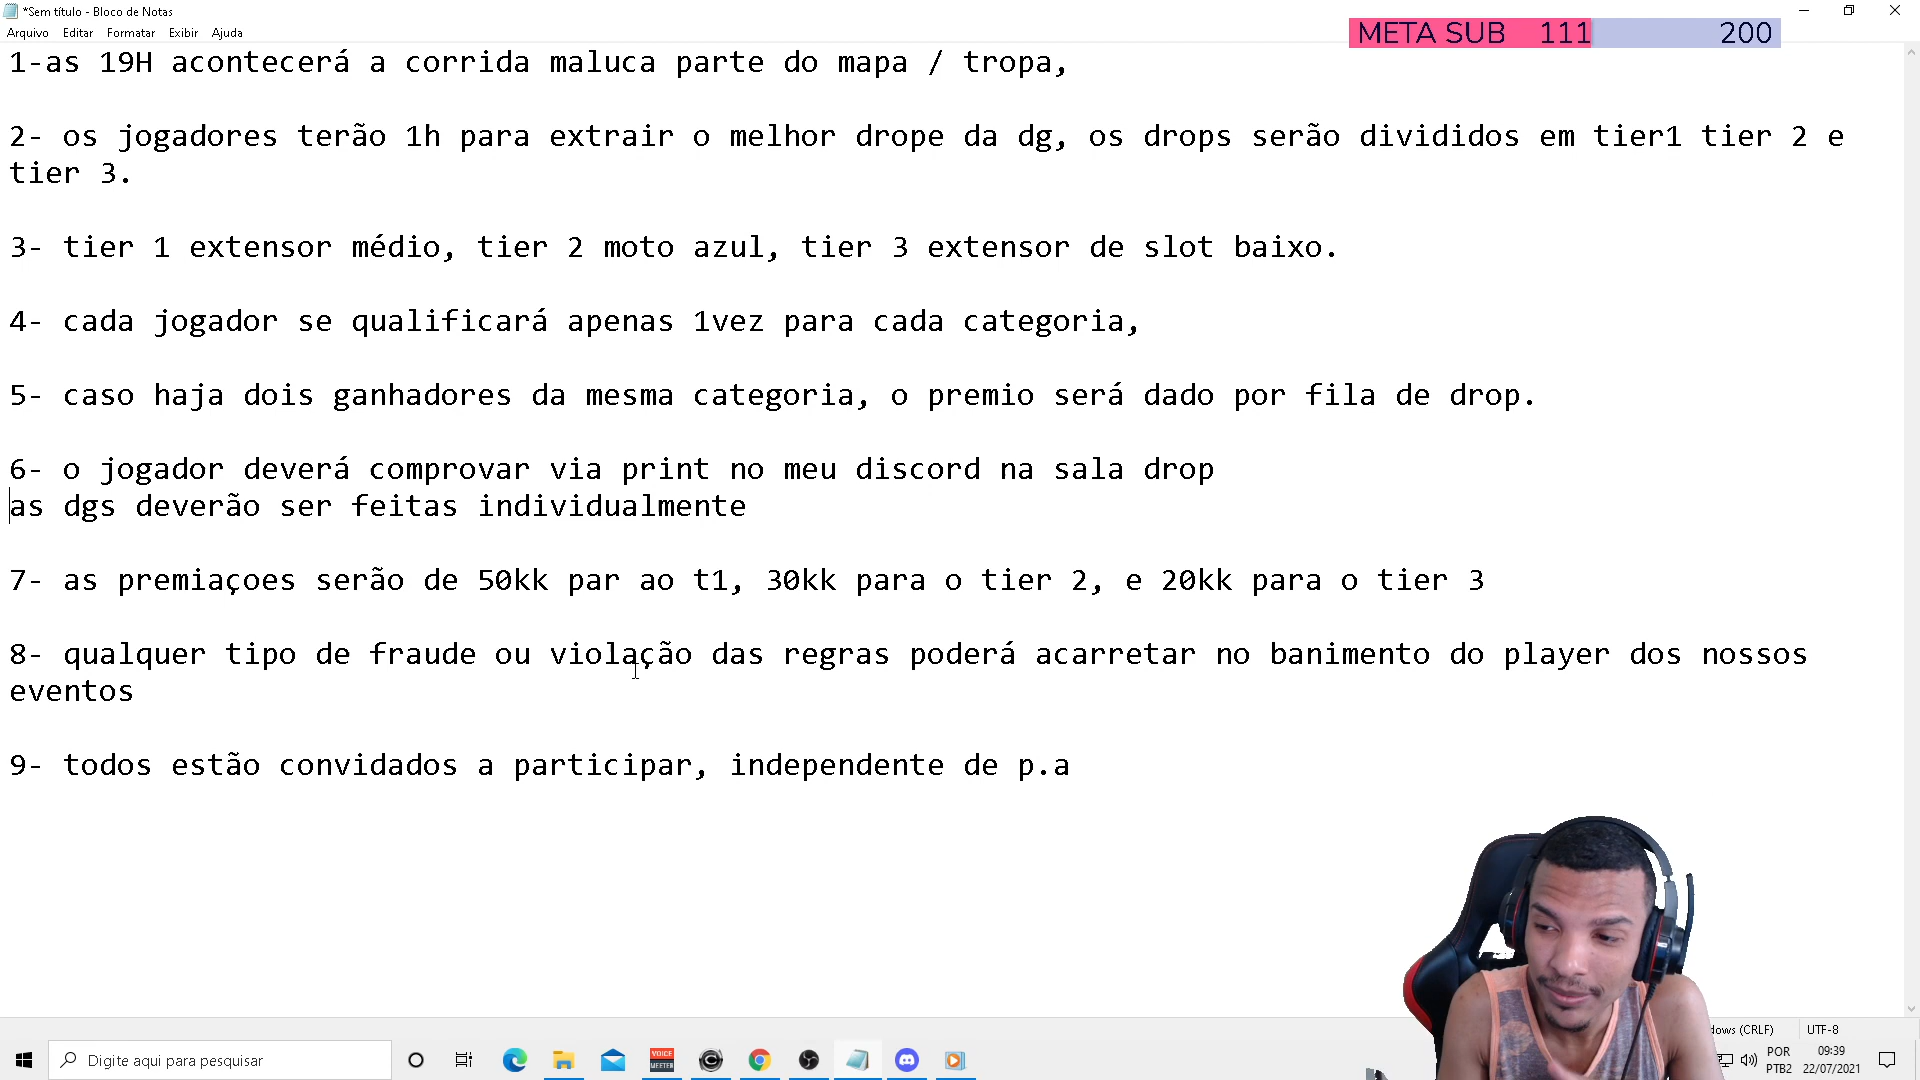 *Sem título - Bloco de Notas
Arquivo Editar Formatar Exibir Ajuda
META SUB 111 200
1-as 19H acontecerá a corrida maluca parte do mapa / tropa,
2- os jogadores terão 1h para extrair o melhor drope da dg, os drops serão divididos em tier1 tier 2 e
tier 3.
3- tier 1 extensor médio, tier 2 moto azul, tier 3 extensor de slot baixo.
4- cada jogador se qualificará apenas 1vez para cada categoria,
5- caso haja dois ganhadores da mesma categoria, o premio será dado por fila de drop.
6- o jogador deverá comprovar via print no meu discord na sala drop
as dgs deverão ser feitas individualmente
7- as premiaçoes serão de 50kk par ao t1, 30kk para o tier 2, e 20kk para o tier 3
8- qualquer tipo de fraude ou violação das regras poderá acarretar no banimento do player dos nossos
eventos
9- todos estão convidados a participar, independente de p.a
dows (CRLF) UTF-8
Digite aqui para pesquisar
VOICE
MEETER
POR
PTB2
09:39
22/07/2021